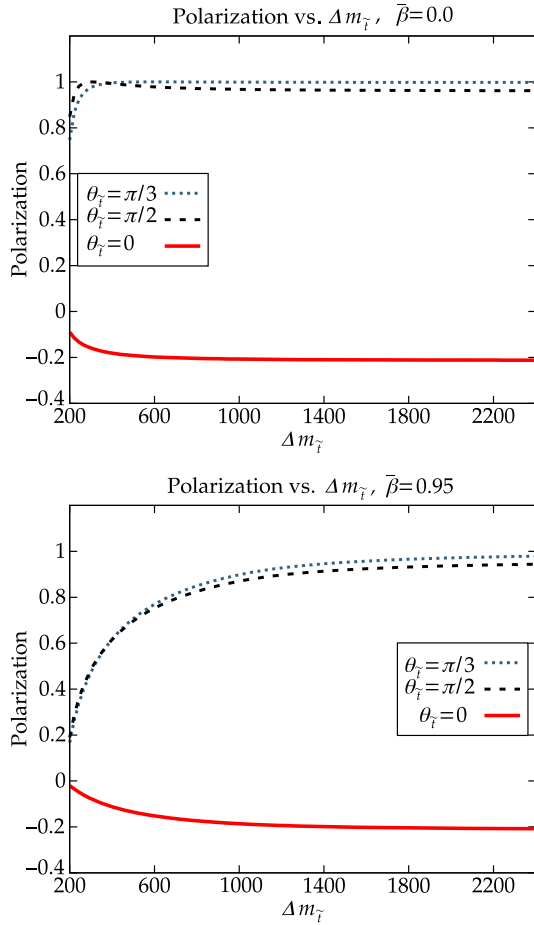 Polarization vs. Δm_t̃, β̄=0.0
1
0.8
0.6
0.4
0.2
0
−0.2
−0.4
Polarization
θ_t̃=π/3
θ_t̃=π/2
θ_t̃=0
200 600 1000 1400 1800 2200
Δm_t̃
Polarization vs. Δm_t̃, β̄=0.95
1
0.8
0.6
0.4
0.2
0
−0.2
−0.4
Polarization
θ_t̃=π/3
θ_t̃=π/2
θ_t̃=0
200 600 1000 1400 1800 2200
Δm_t̃